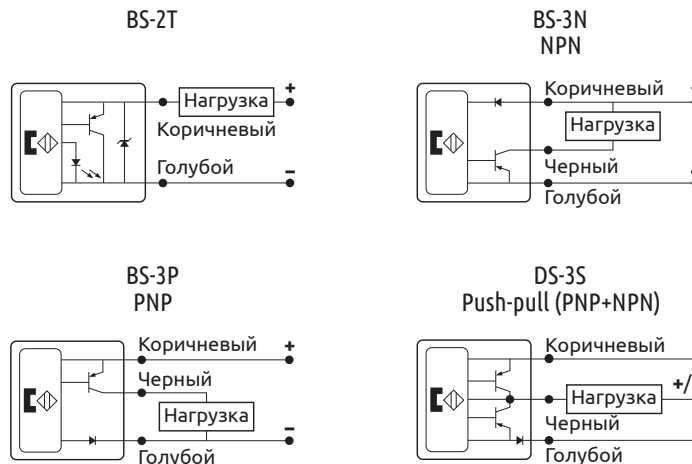 BS-2T
Нагрузка
+
Коричневый
Голубой
–
BS-3N
NPN
Коричневый
Нагрузка
Черный
Голубой
BS-3P
PNP
Коричневый
+
Черный
Нагрузка
–
Голубой
DS-3S
Push-pull (PNP+NPN)
Коричневый
+/
Нагрузка
Черный
Голубой